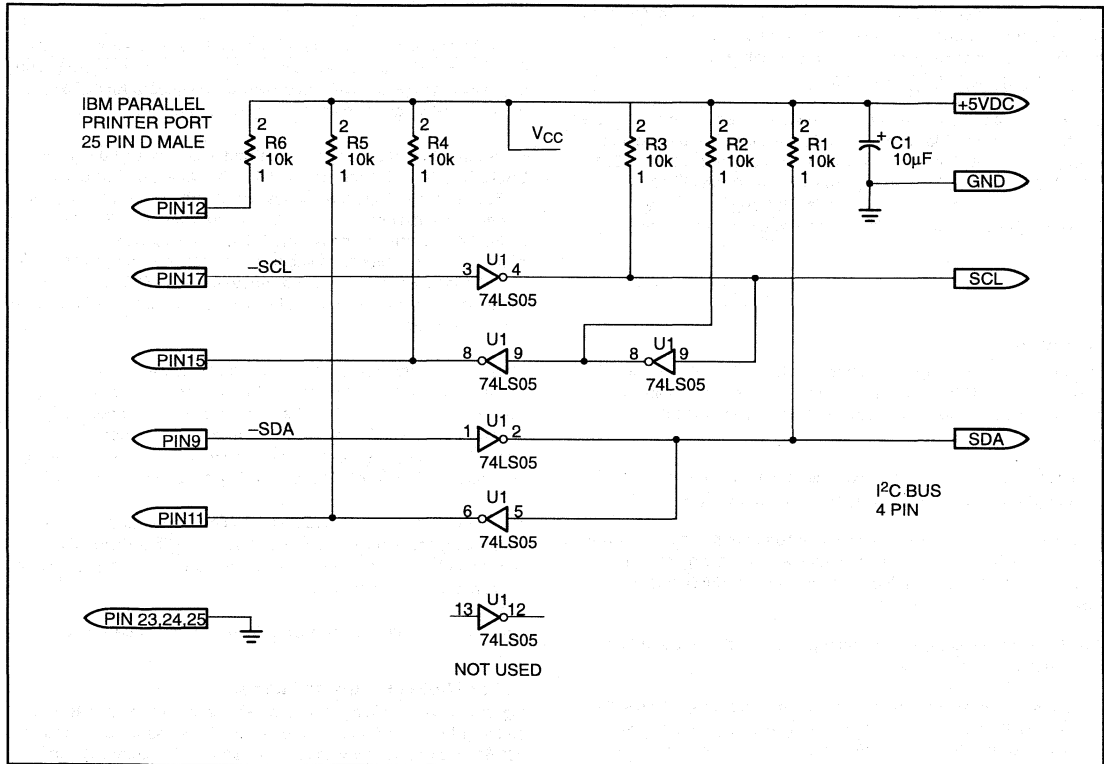 IBM PARALLEL
PRINTER PORT
25 PIN D MALE
+5VDC
2
R6
10k
1
2
R5
10k
1
2
R4
10k
1
VCC
2
R3
10k
1
2
R2
10k
1
2
R1
10k
1
+
C1
10µF
GND
PIN12
PIN17
–SCL
3
U1
4
74LS05
SCL
PIN15
8
U1
9
74LS05
8
U1
9
74LS05
PIN9
–SDA
1
U1
2
74LS05
SDA
I²C BUS
4 PIN
PIN11
6
U1
5
74LS05
PIN 23,24,25
13
U1
12
74LS05
NOT USED